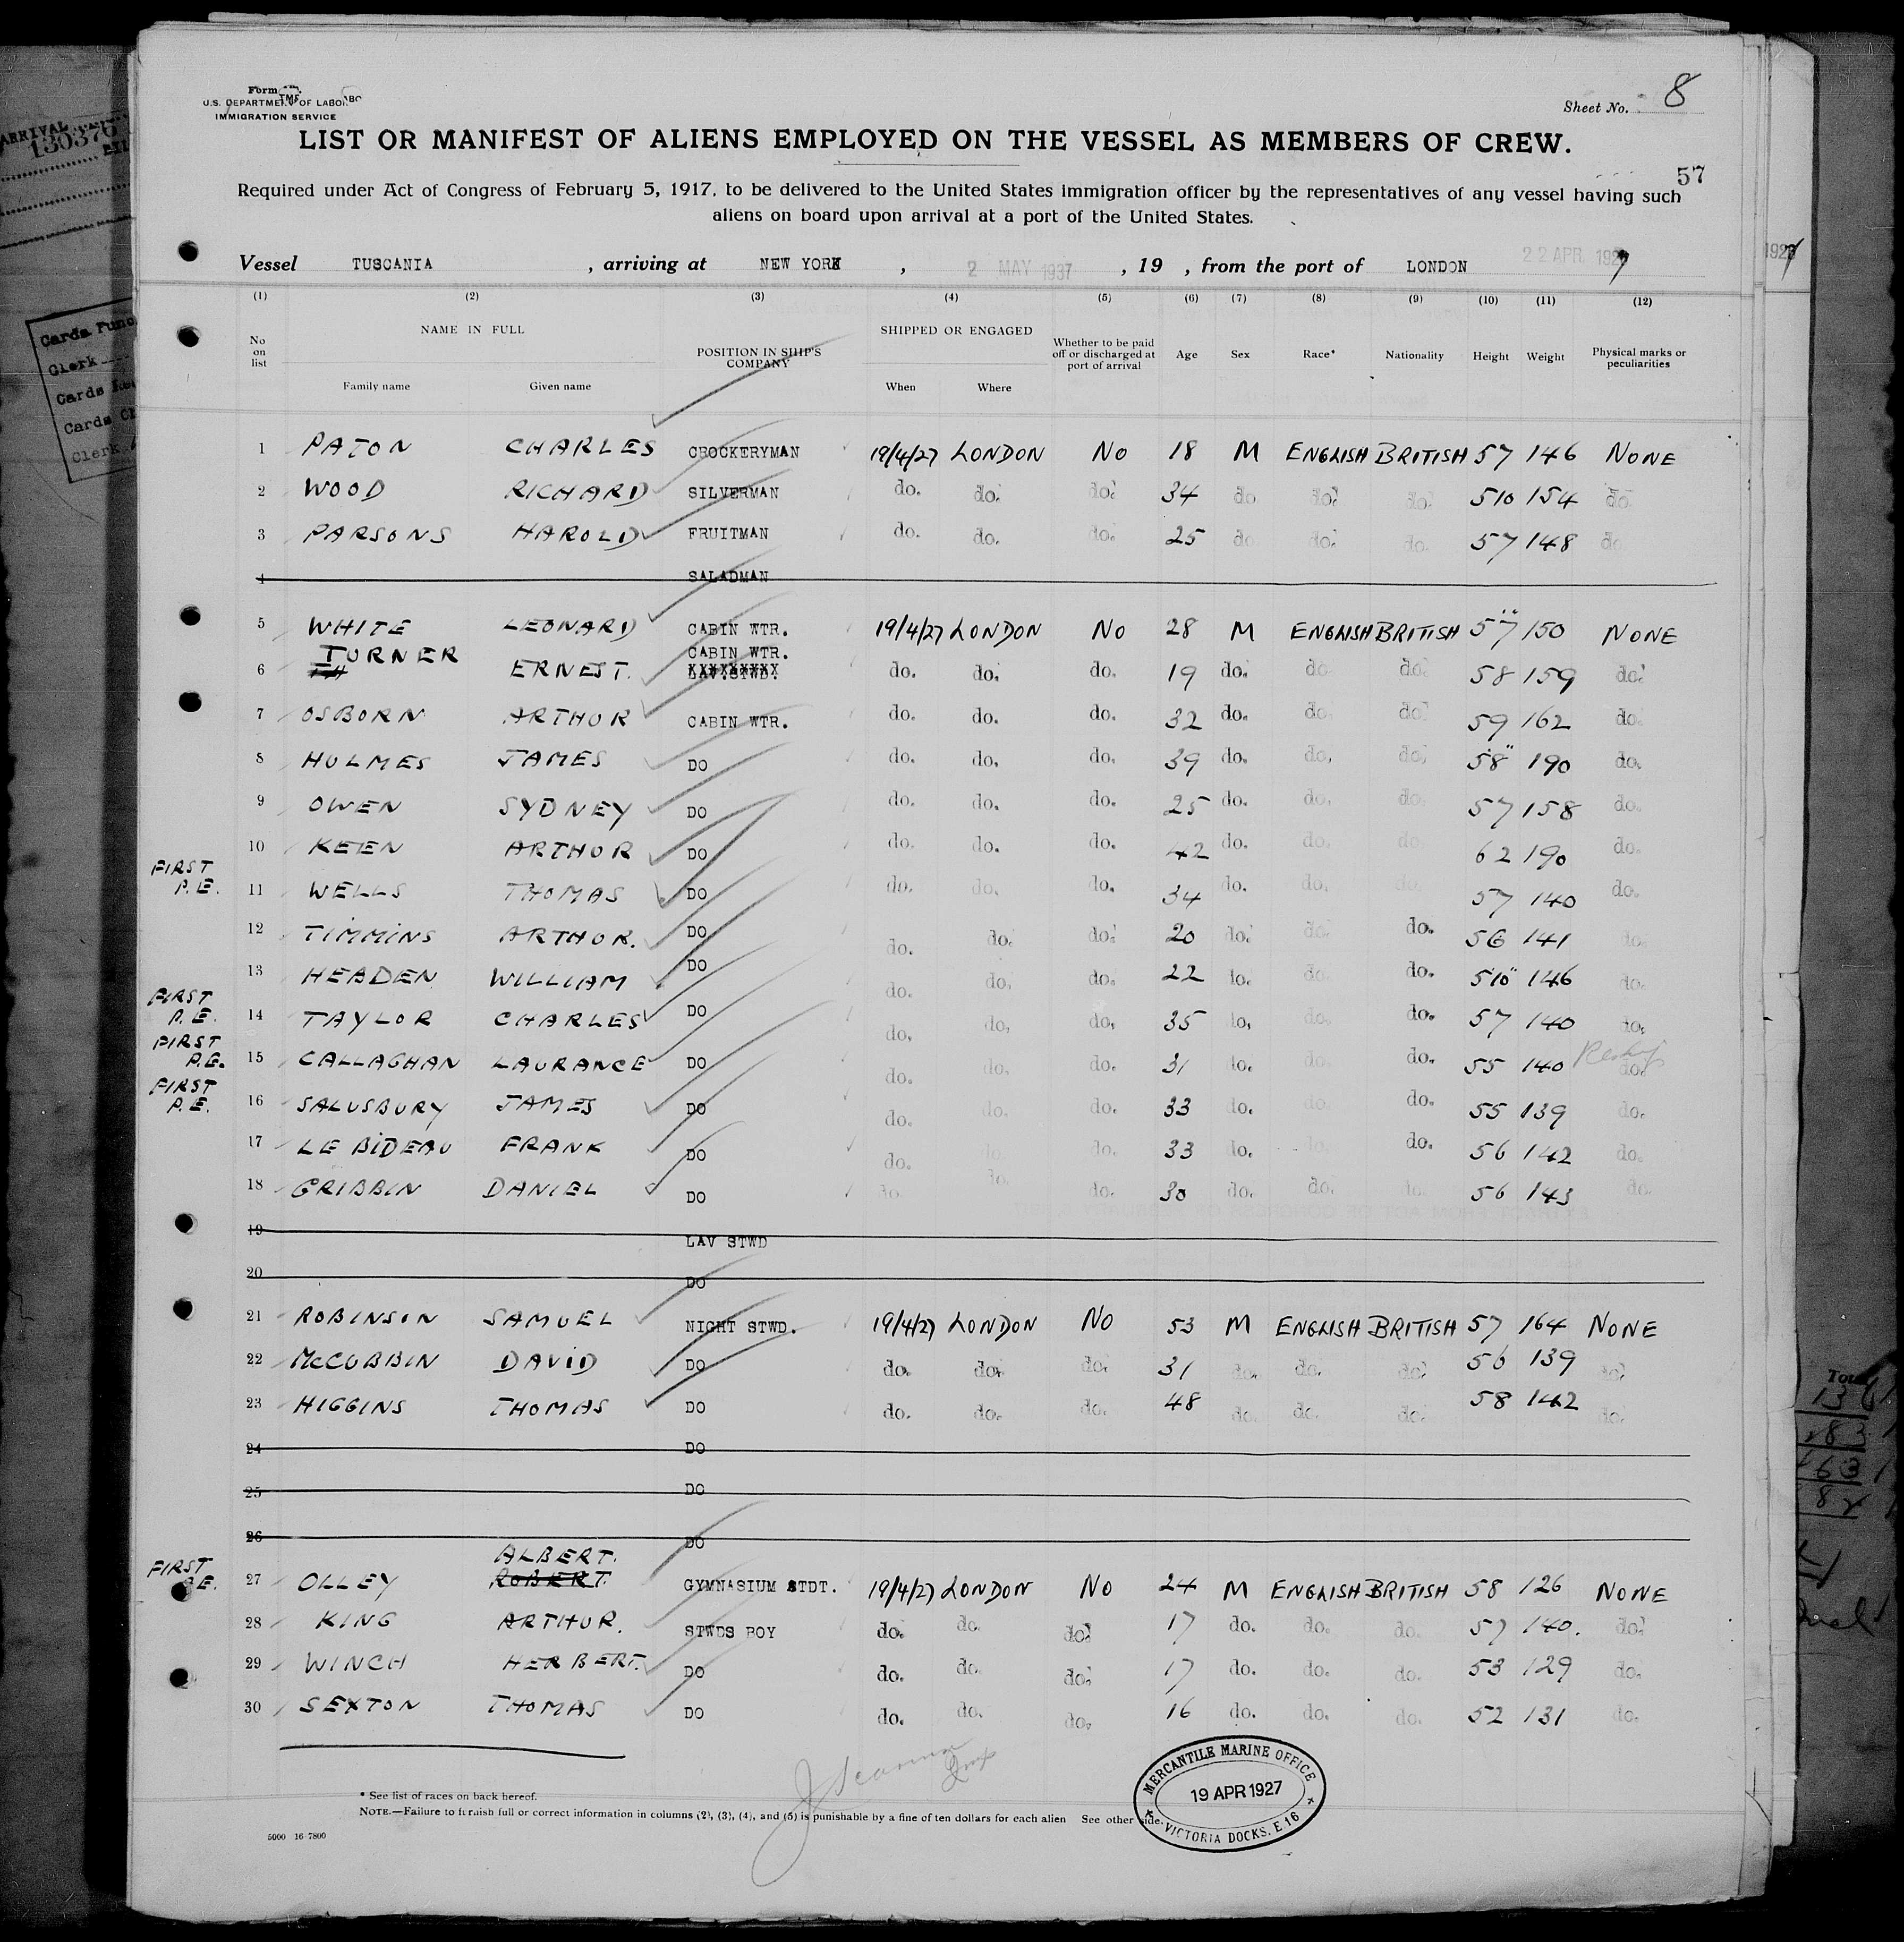 Form
U.S. DEPARTMENT OF LABOR
IMMIGRATION SERVICE
Sheet No. 8
LIST OR MANIFEST OF ALIENS EMPLOYED ON THE VESSEL AS MEMBERS OF CREW.
57
Required under Act of Congress of February 5, 1917, to be delivered to the United States immigration officer by the representatives of any vessel having such
aliens on board upon arrival at a port of the United States.
Vessel TUSCANIA , arriving at NEW YORK , 2 MAY 1937 , 19 , from the port of LONDON 22 APR 1927
(1) (2) (3) (4) (5) (6) (7) (8) (9) (10) (11) (12)
No on list NAME IN FULL Family name Given name POSITION IN SHIP'S COMPANY SHIPPED OR ENGAGED When Where Whether to be paid off or discharged at port of arrival Age Sex Race* Nationality Height Weight Physical marks or peculiarities
1 PATON CHARLES CROCKERYMAN 19/4/27 LONDON NO 18 M ENGLISH BRITISH 57 146 NONE
2 WOOD RICHARD SILVERMAN do. do. do. 34 do do. do. 510 154 do.
3 PARSONS HAROLD FRUITMAN do. do. do. 25 do do. do. 57 148 do
4 SALADMAN
5 WHITE LEONARD CABIN WTR. 19/4/27 LONDON NO 28 M ENGLISH BRITISH 57 150 NONE
TURNER CABIN WTR.
6 ERNEST. LAV.STWD. do. do. do. 19 do. do. do. 58 159 do.
7 OSBORN ARTHUR CABIN WTR. do. do. do. 32 do. do. do. 59 162 do.
8 HULMES JAMES DO do. do. do. 39 do. do. do. 58 190 do.
9 OWEN SYDNEY DO do. do. do. 25 do. do. do. 57 158 do.
10 KEEN ARTHUR DO do. do. do. 42 do. do. do 62 190 do.
FIRST P.E. 11 WELLS THOMAS DO do. do. do. 34 do. do. do. 57 140 do.
12 TIMMINS ARTHUR. DO do. do. do. 20 do. do. do. 56 141 do.
13 HEADEN WILLIAM DO do. do. do. 22 do. do. do. 510 146 do.
FIRST P.E. 14 TAYLOR CHARLES DO do. do. do. 35 do. do. do. 57 140 do.
FIRST P.E. 15 CALLAGHAN LAURANCE DO do. do. do. 31 do. do. do. 55 140 do.
FIRST P.E. 16 SALUSBURY JAMES DO do. do. do. 33 do. do. do. 55 139 do.
17 LE BIDEAU FRANK DO do. do. do. 33 do. do. 56 142 do.
18 GRIBBIN DANIEL DO do. do. do. 30 do. do. do. 56 143 do.
19 LAV STWD
20 DO
21 ROBINSON SAMUEL NIGHT STWD. 19/4/27 LONDON NO 53 M ENGLISH BRITISH 57 164 NONE
22 McCUBBIN DAVID DO do. do. do. 31 do. do. do. 56 139 do.
23 HIGGINS THOMAS DO do. do. do. 48 do. do. do. 58 142 do.
24 DO
25 DO
26 DO
ALBERT.
FIRST P.E. 27 OLLEY ROBERT. GYMNASIUM STDT. 19/4/27 LONDON NO 24 M ENGLISH BRITISH 58 126 NONE
28 KING ARTHUR. STWDS BOY do. do. do. 17 do. do. do. 57 140. do.
29 WINCH HERBERT. DO do. do. do. 17 do. do. do. 53 129 do.
30 SEXTON THOMAS DO do. do. do. 16 do. do. do. 52 131 do.
* See list of races on back hereof.
NOTE.—Failure to furnish full or correct information in columns (2), (3), (4), and (5) is punishable by a fine of ten dollars for each alien See other side.
5000 16-7800
MERCANTILE MARINE OFFICE
19 APR 1927
VICTORIA DOCKS. E.16
ARRIVAL
130376
Cards Punc
Clerk
Cards
Cards
Clerk